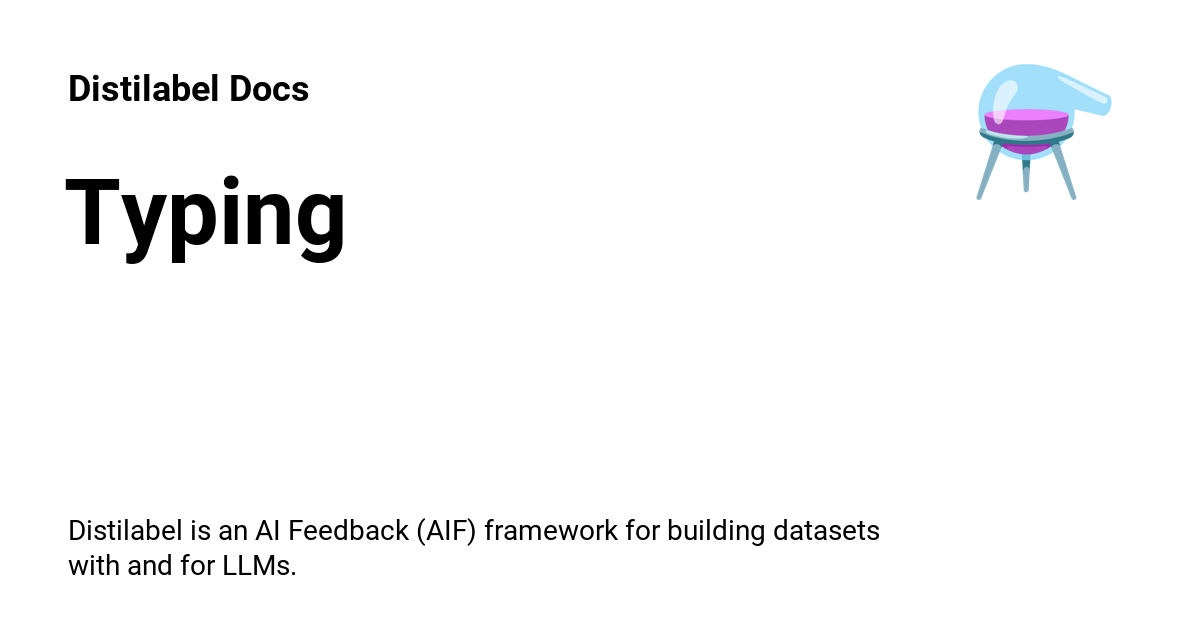 Distilabel Docs
Typing
Distilabel is an AI Feedback (AIF) framework for building datasets
with and for LLMs.